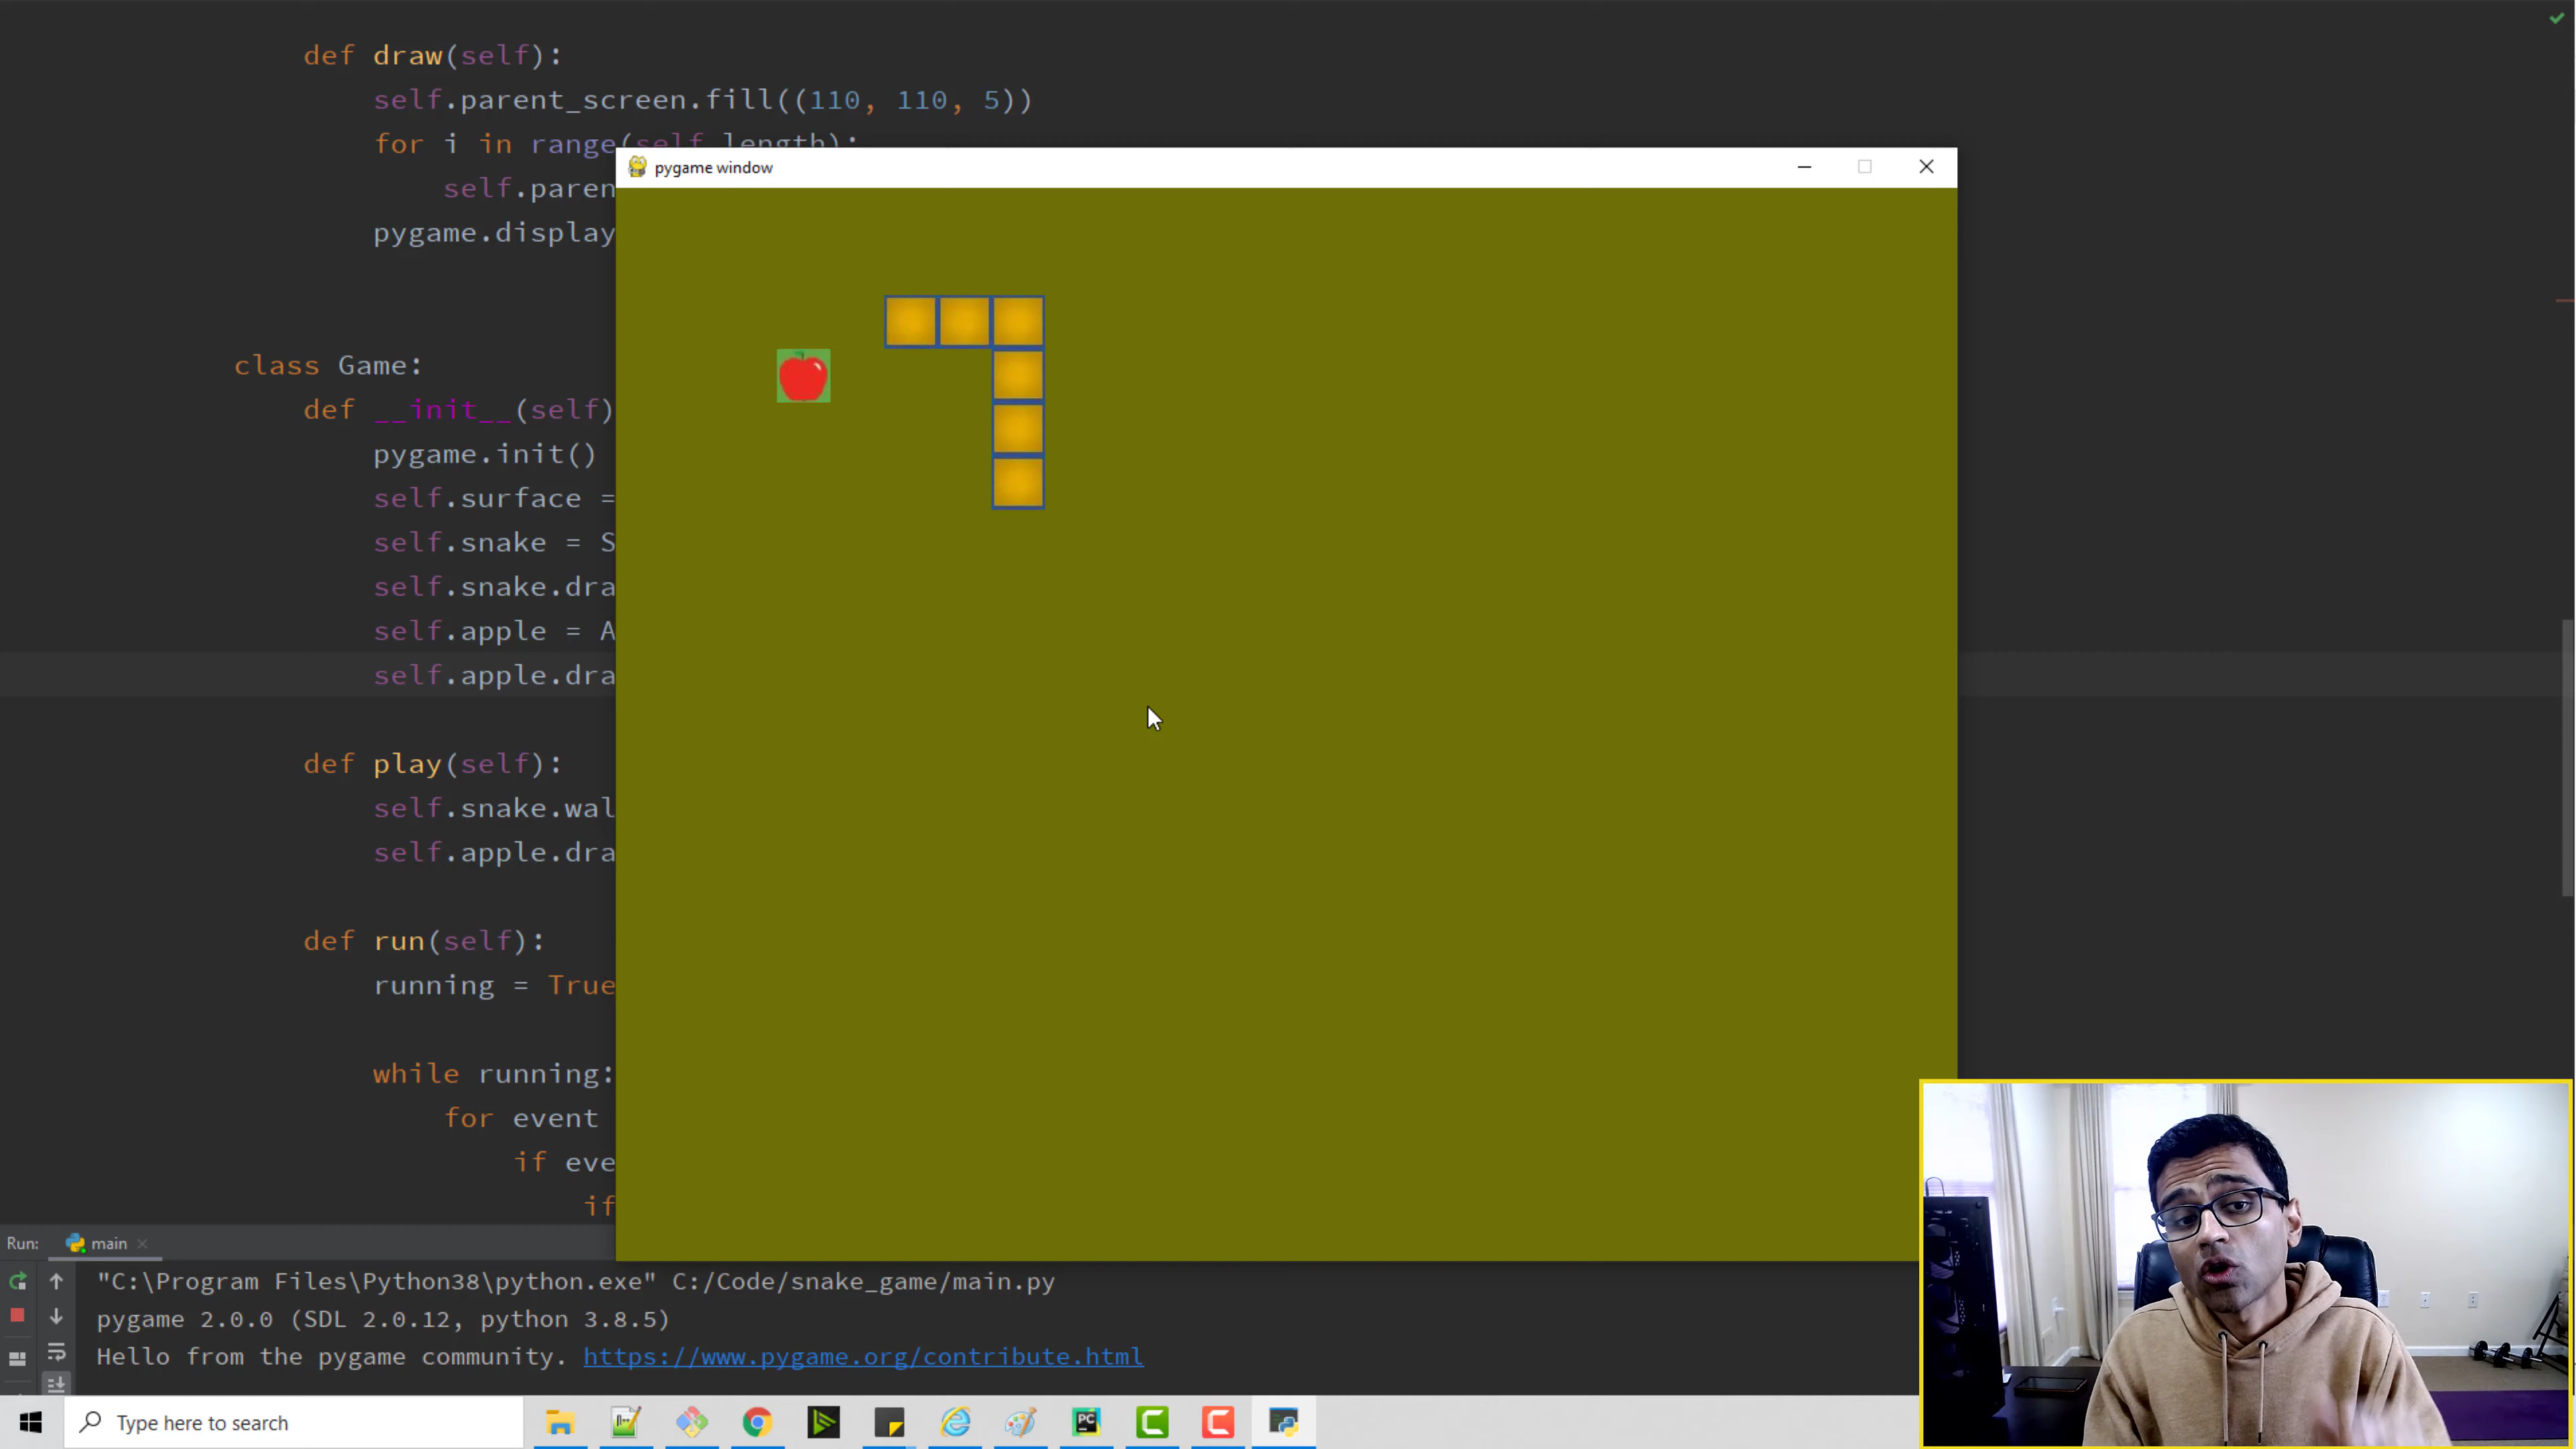 def draw(self):
self.parent_screen.fill((110, 110, 5))
for i in range(self.length):
pygame window
self.paren
pygame.display
class Game:
def __init__(self)
pygame.init()
self.surface =
self.snake = S
self.snake.dra
self.apple = A
self.apple.dra
def play(self):
self.snake.wal
self.apple.dra
def run(self):
running = True
while running:
for event
if eve
if
Run: main
"C:\Program Files\Python38\python.exe" C:/Code/snake_game/main.py
pygame 2.0.0 (SDL 2.0.12, python 3.8.5)
Hello from the pygame community. https://www.pygame.org/contribute.html
Type here to search
PC